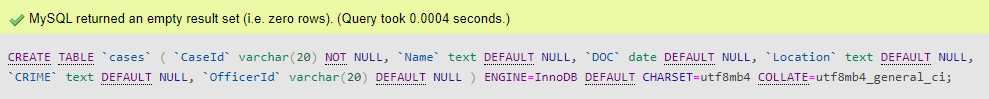 MySQL returned an empty result set (i.e. zero rows). (Query took 0.0004 seconds.)
CREATE TABLE `cases` ( `CaseId` varchar(20) NOT NULL, `Name` text DEFAULT NULL, `DOC` date DEFAULT NULL, `Location` text DEFAULT NULL,
`CRIME` text DEFAULT NULL, `OfficerId` varchar(20) DEFAULT NULL ) ENGINE=InnoDB DEFAULT CHARSET=utf8mb4 COLLATE=utf8mb4_general_ci;